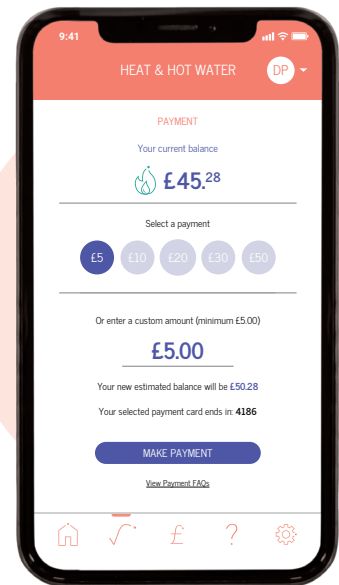 9:41
HEAT & HOT WATER
DP
PAYMENT
Your current balance
£45.28
Select a payment
£5 £10 £20 £30 £50
Or enter a custom amount (minimum £5.00)
£5.00
Your new estimated balance will be £50.28
Your selected payment card ends in: 4186
MAKE PAYMENT
View Payment FAQs
£ ?